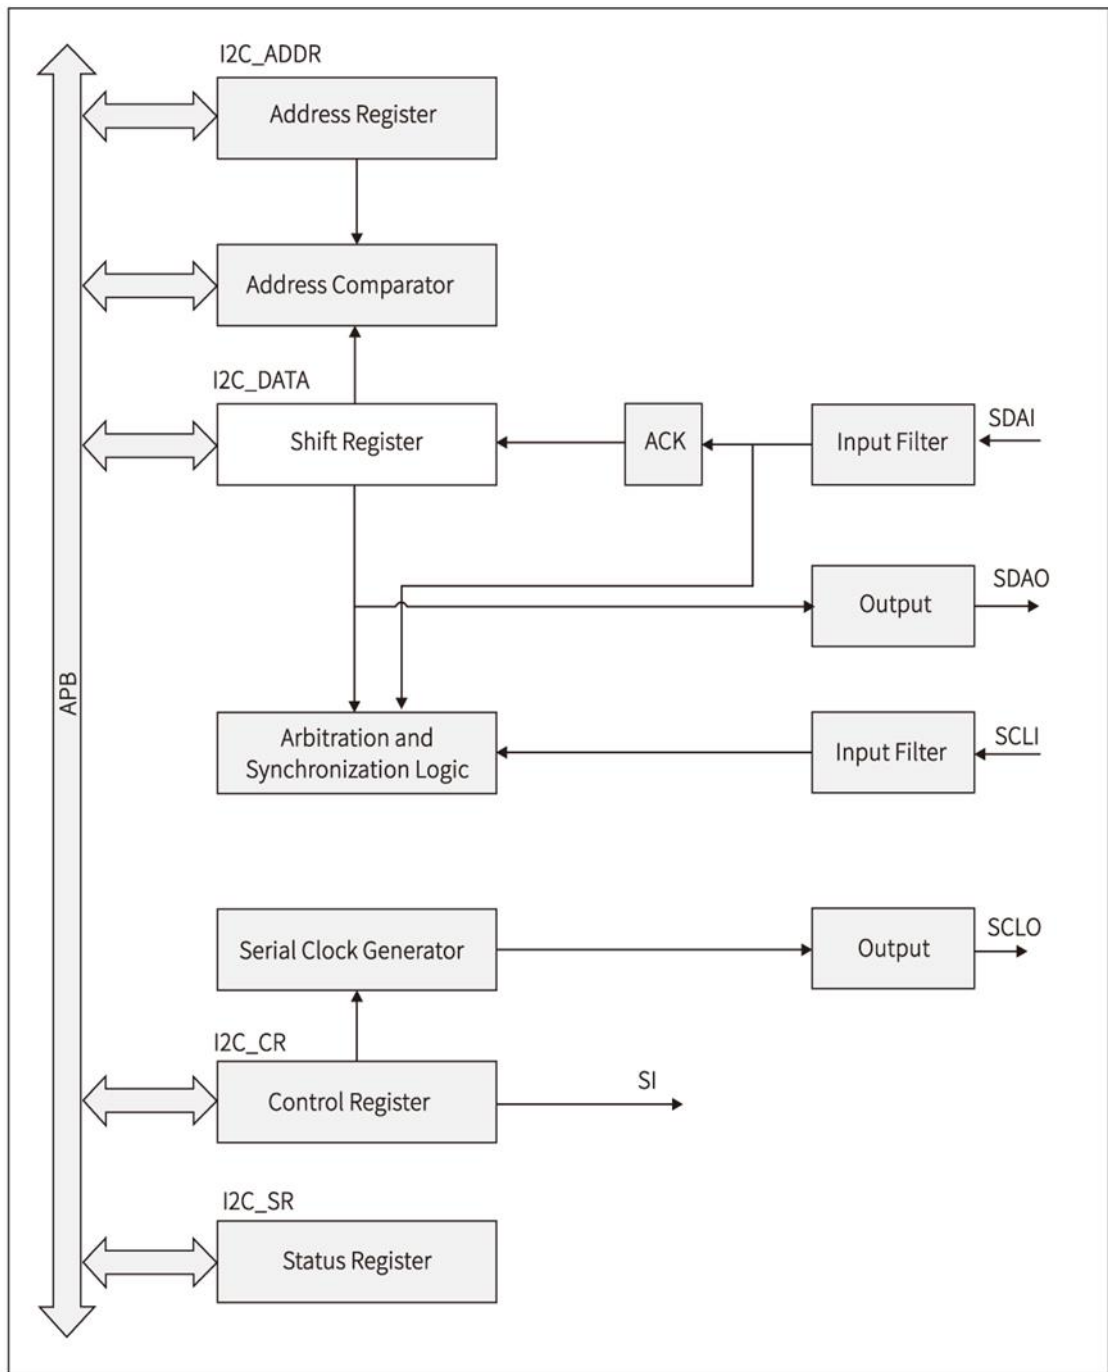 I2C_ADDR
Address Register
Address Comparator
I2C_DATA
Shift Register
ACK
Input Filter
SDAI
Output
SDAO
APB
Arbitration and
Synchronization Logic
Input Filter
SCLI
Serial Clock Generator
Output
SCLO
I2C_CR
Control Register
SI
I2C_SR
Status Register